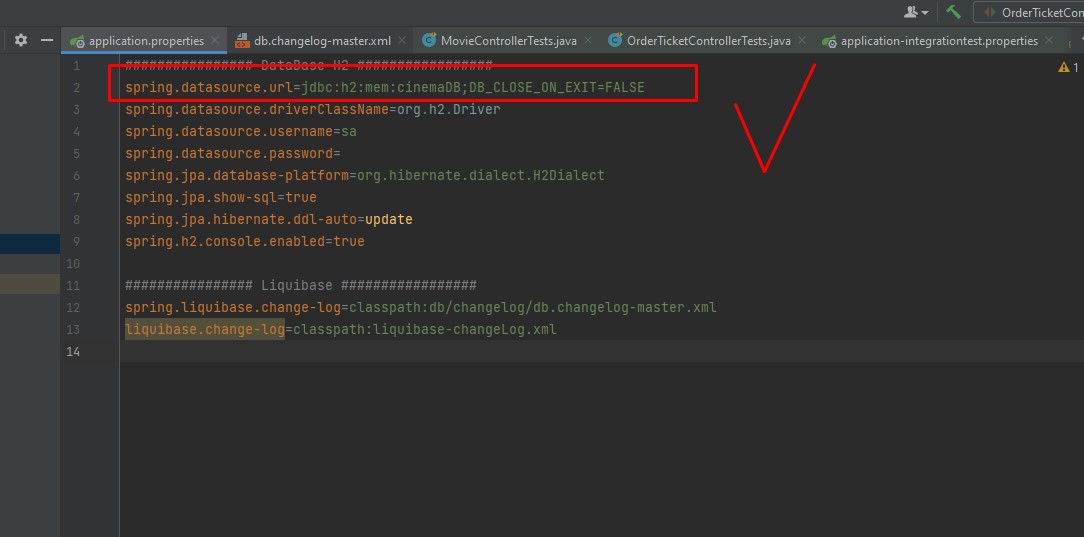 OrderTicketCon
application.properties
db.changelog-master.xml
MovieControllerTests.java
OrderTicketControllerTests.java
application-integrationtest.properties
1 ################ DataBase H2 #################
1
2 spring.datasource.url=jdbc:h2:mem:cinemaDB;DB_CLOSE_ON_EXIT=FALSE
3 spring.datasource.driverClassName=org.h2.Driver
4 spring.datasource.username=sa
5 spring.datasource.password=
6 spring.jpa.database-platform=org.hibernate.dialect.H2Dialect
7 spring.jpa.show-sql=true
8 spring.jpa.hibernate.ddl-auto=update
9 spring.h2.console.enabled=true
10
11 ################ Liquibase #################
12 spring.liquibase.change-log=classpath:db/changelog/db.changelog-master.xml
13 liquibase.change-log=classpath:liquibase-changeLog.xml
14